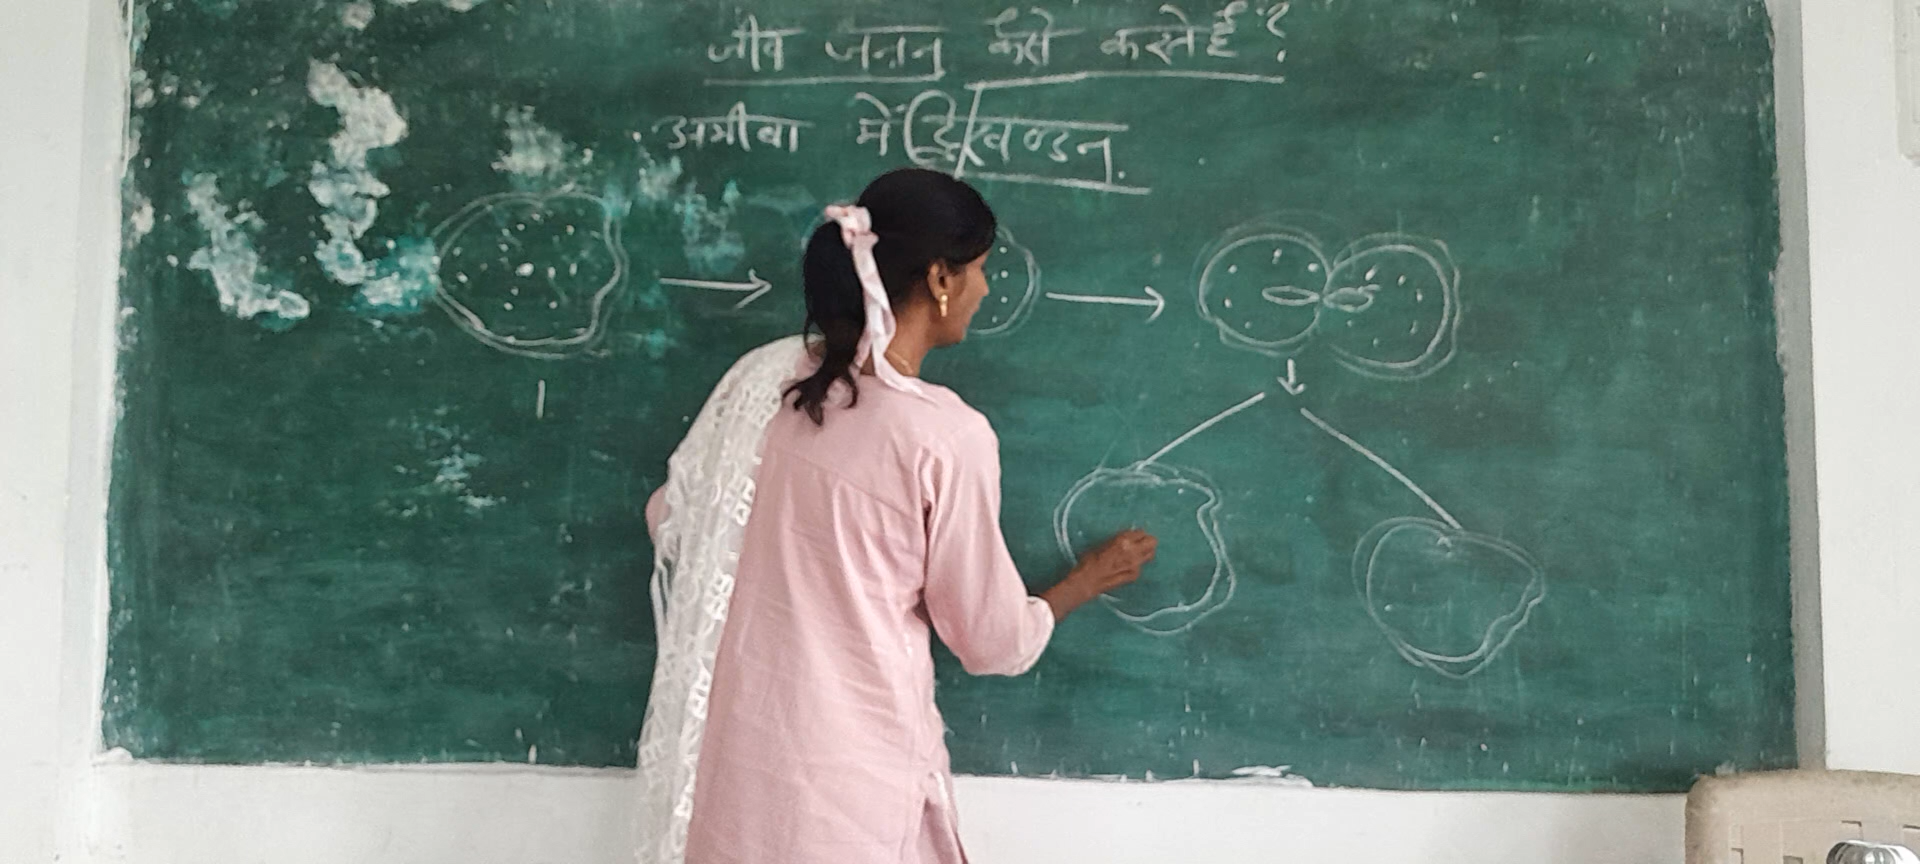 जीव जनन कैसे करते हैं?
अमीबा में द्विखण्डन